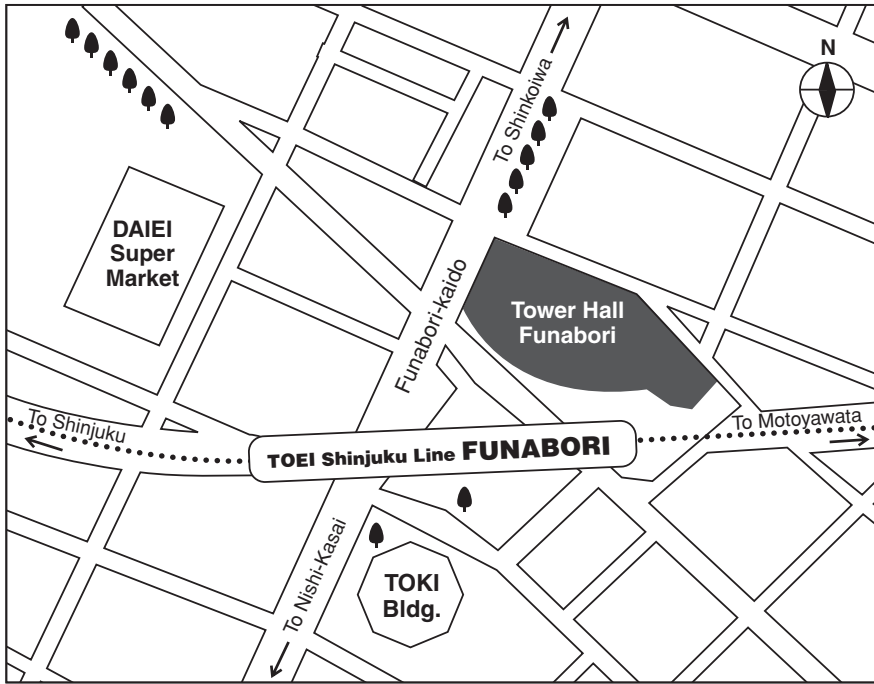 N
To Shinkoiwa
DAIEI
Super
Market
Tower Hall
Funabori
Funabori-kaido
To Shinjuku
To Motoyawata
TOEI Shinjuku Line FUNABORI
To Nishi-Kasai
TOKI
Bldg.